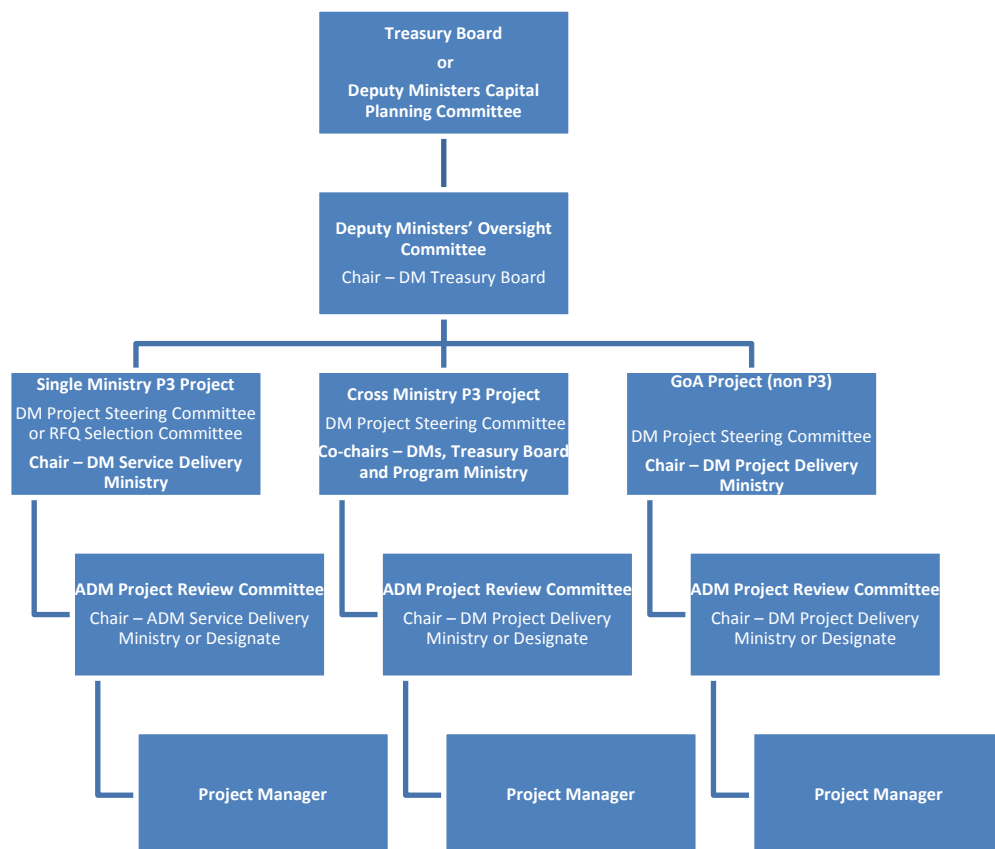 Treasury Board
or
Deputy Ministers Capital
Planning Committee
Deputy Ministers’ Oversight
Committee
Chair – DM Treasury Board
Single Ministry P3 Project
DM Project Steering Committee
or RFQ Selection Committee
Chair – DM Service Delivery
Ministry
Cross Ministry P3 Project
DM Project Steering Committee
Co-chairs – DMs, Treasury Board
and Program Ministry
GoA Project (non P3)
DM Project Steering Committee
Chair – DM Project Delivery
Ministry
ADM Project Review Committee
Chair – ADM Service Delivery
Ministry or Designate
ADM Project Review Committee
Chair – DM Project Delivery
Ministry or Designate
ADM Project Review Committee
Chair – DM Project Delivery
Ministry or Designate
Project Manager
Project Manager
Project Manager